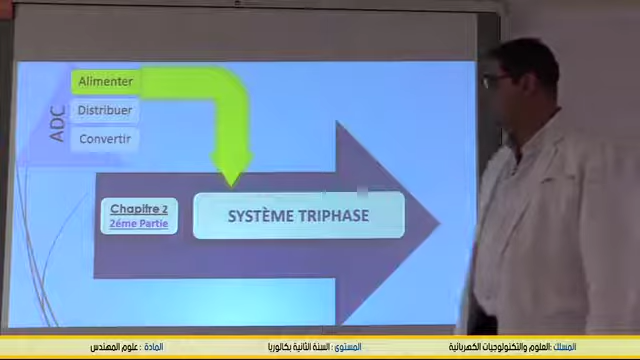 Alimenter
Distribuer
Convertir
ADC
Chapitre 2
2éme Partie
SYSTÈME TRIPHASE
المسلك :العلوم والتكنولوجيات الكهربائية
المستوى : السنة الثانية بكالوريا
المادة : علوم المهندس